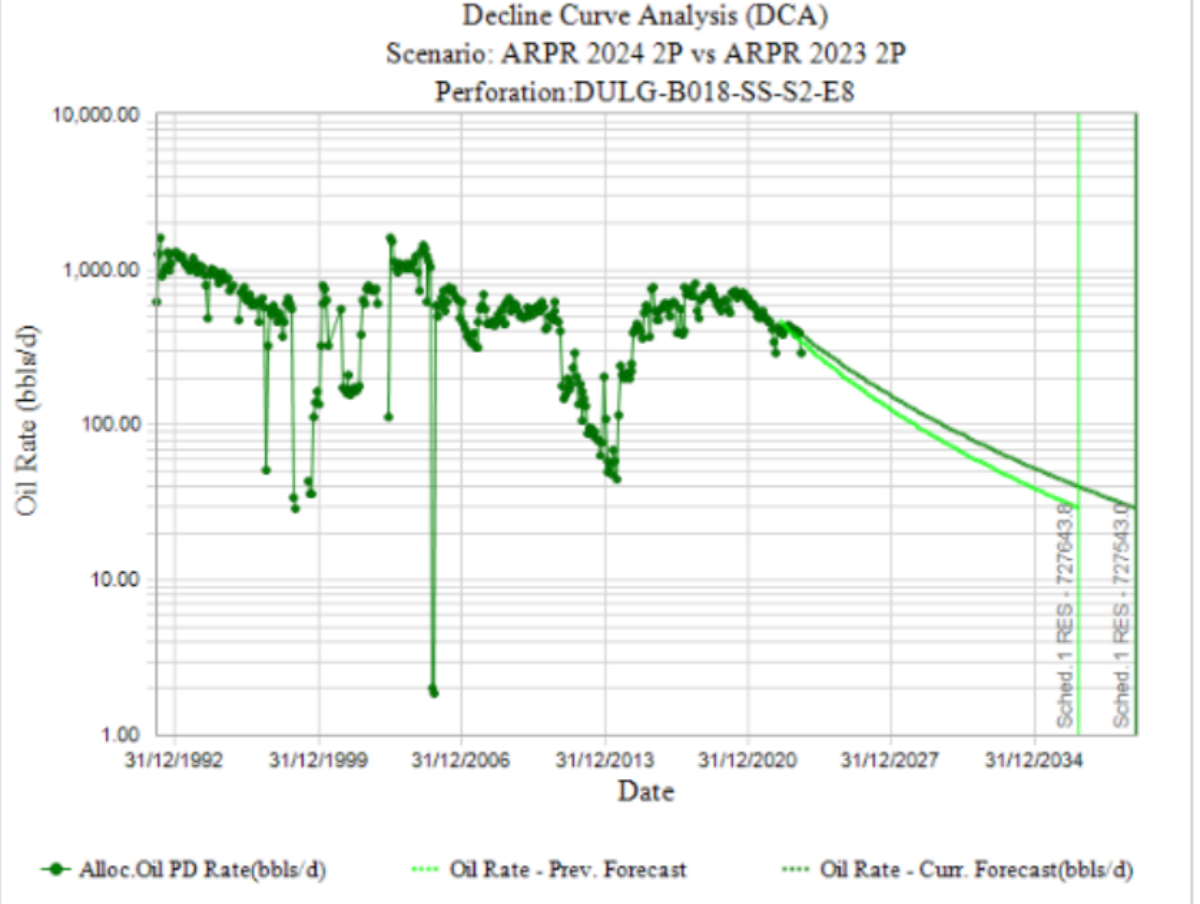 Decline Curve Analysis (DCA)
Scenario: ARPR 2024 2P vs ARPR 2023 2P
Perforation:DULG-B018-SS-S2-E8
10,000.00
1,000.00
100.00
10.00
1.00
Oil Rate (bbls/d)
Sched. 1 RES - 727643.8
Sched. 1 RES - 727543.0
31/12/1992 31/12/1999 31/12/2006 31/12/2013 31/12/2020 31/12/2027 31/12/2034
Date
Alloc.Oil PD Rate(bbls/d) Oil Rate - Prev. Forecast Oil Rate - Curr. Forecast(bbls/d)